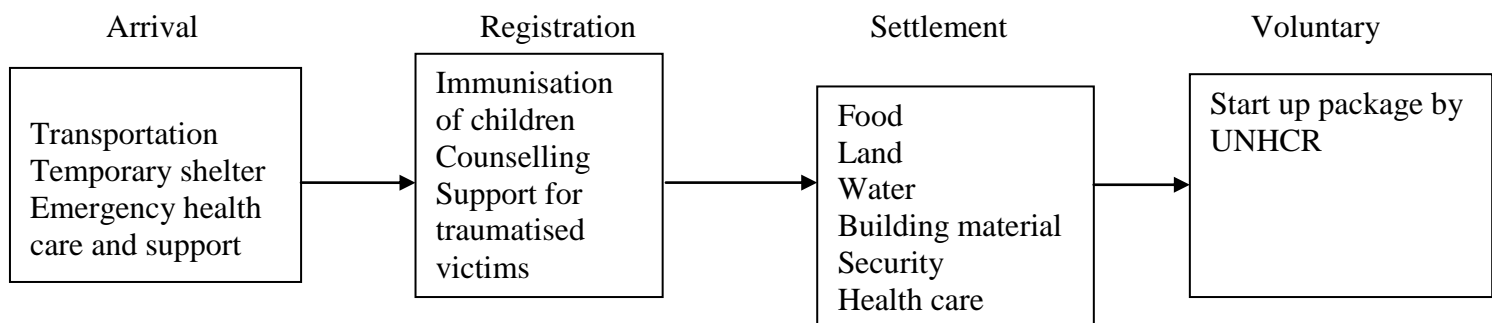 Arrival
Transportation
Temporary shelter
Emergency health
care and support
Registration
Immunisation
of children
Counselling
Support for
traumatised
victims
Settlement
Food
Land
Water
Building material
Security
Health care
Voluntary
Start up package by
UNHCR